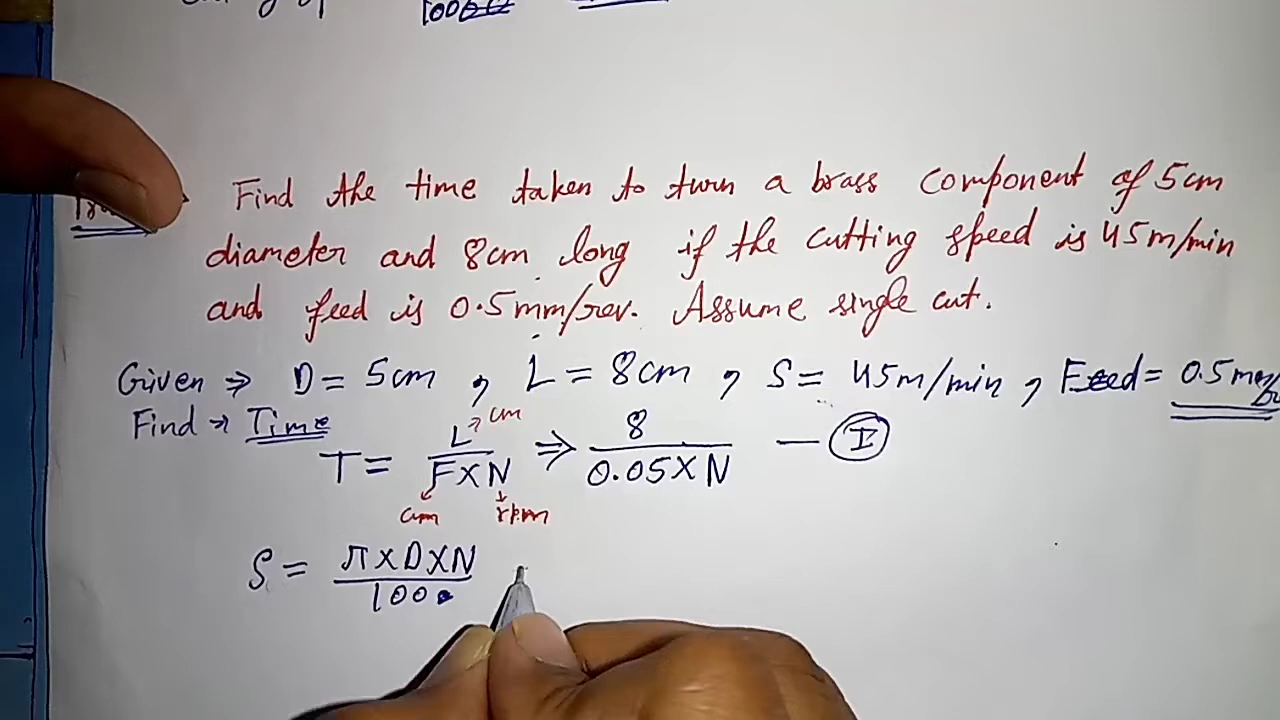 Find the time taken to turn a brass component of 5cm
diameter and 8cm long if the cutting speed is 45m/min
and feed is 0.5mm/rev. Assume single cut.
Given ⇒ D = 5cm , L = 8cm , S = 45m/min , Feed = 0.5mm/
Find → Time
T = L/(F×N) ⇒ 8/(0.05×N) — (I)
→ cm
cm rpm
S = π×D×N/100